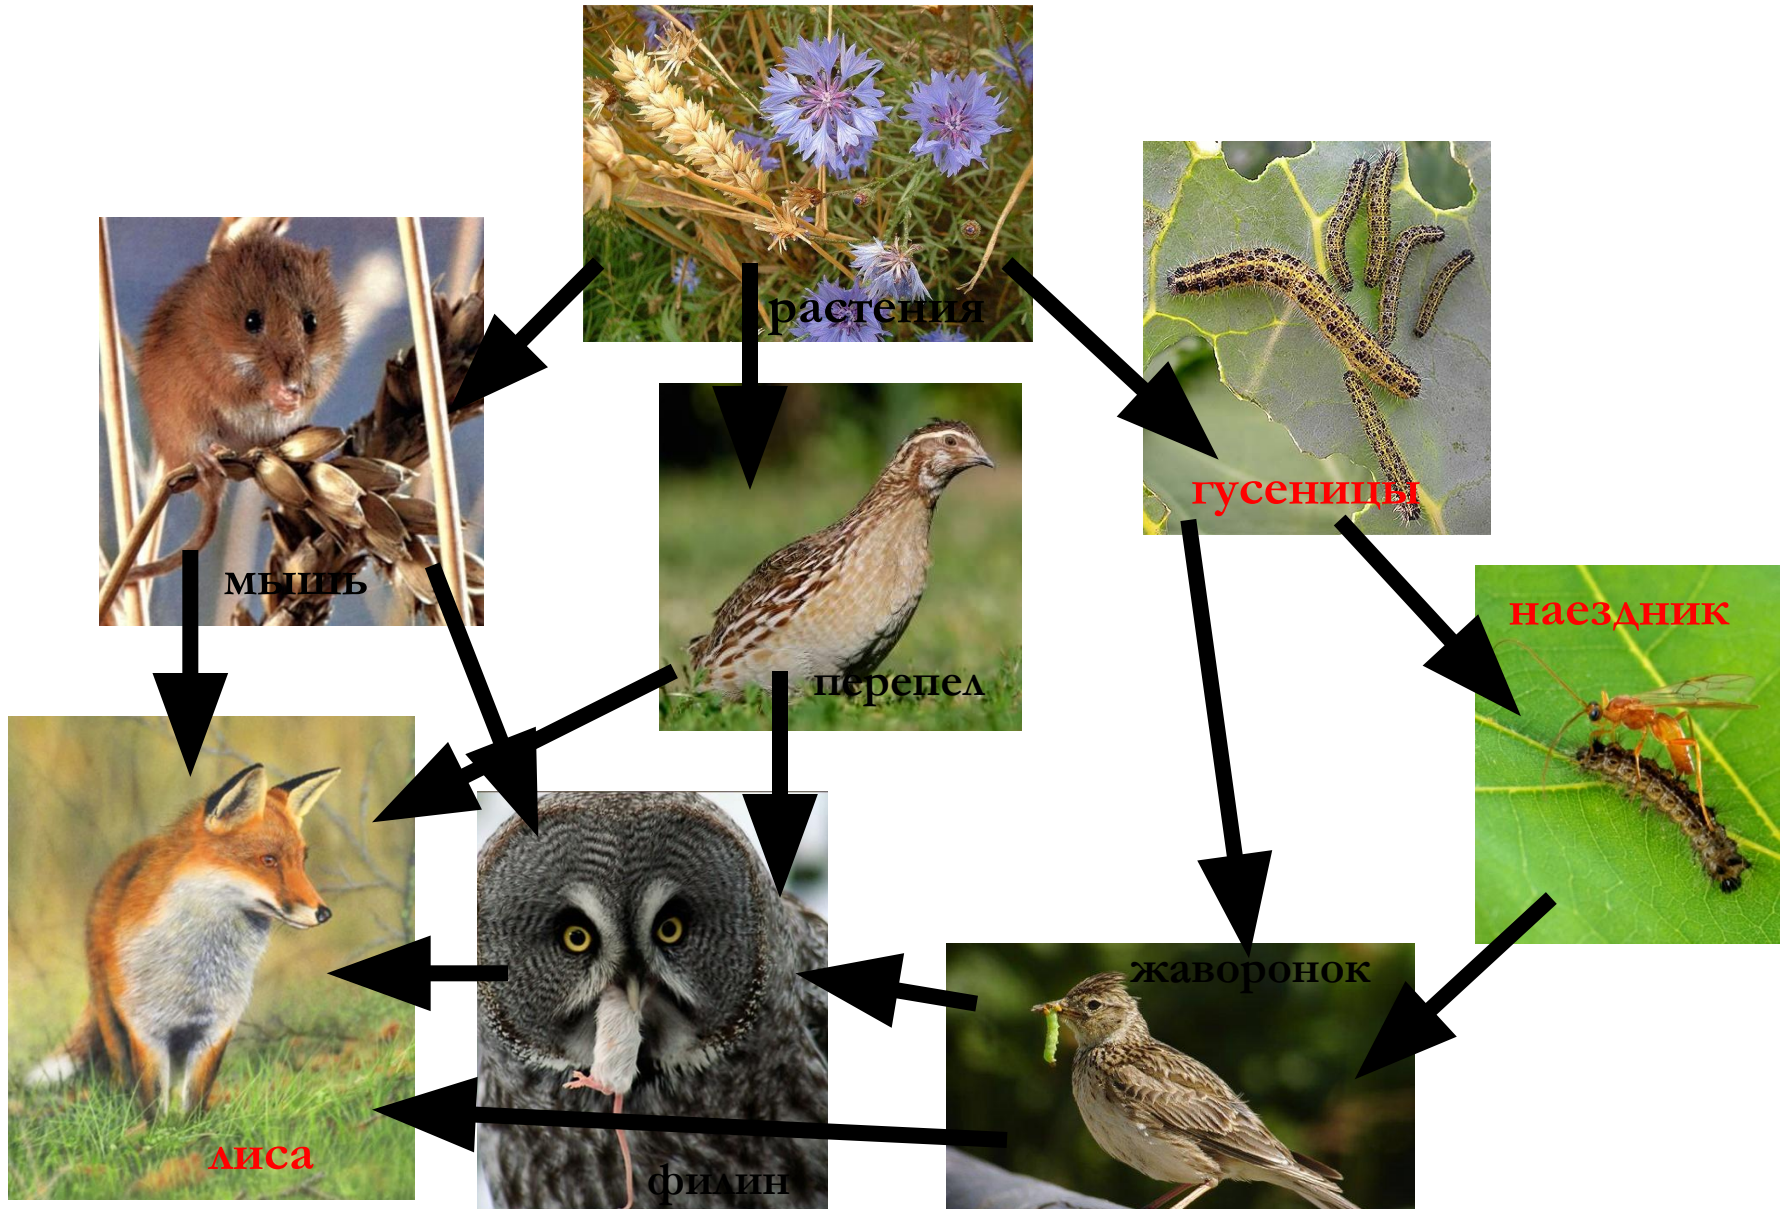 растения
гусеницы
мышь
наездник
перепел
жаворонок
лиса
филин